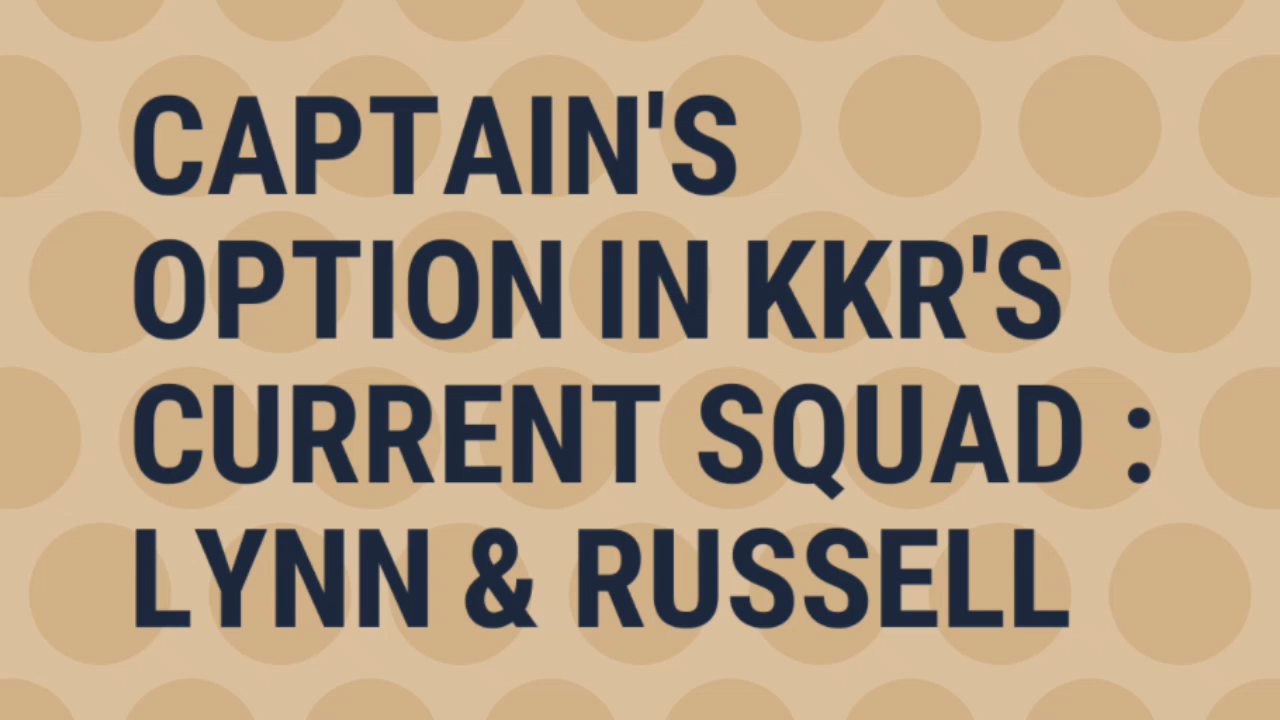 CAPTAIN'S
OPTION IN KKR'S
CURRENT SQUAD :
LYNN & RUSSELL